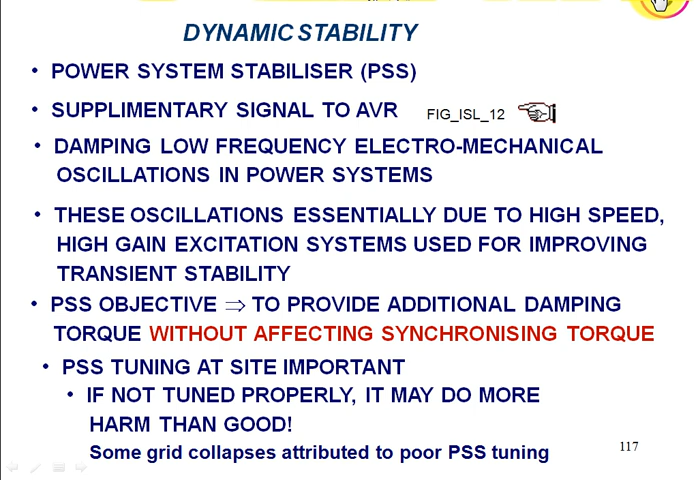 DYNAMIC STABILITY
• POWER SYSTEM STABILISER (PSS)
• SUPPLIMENTARY SIGNAL TO AVR FIG_ISL_12
• DAMPING LOW FREQUENCY ELECTRO-MECHANICAL
OSCILLATIONS IN POWER SYSTEMS
• THESE OSCILLATIONS ESSENTIALLY DUE TO HIGH SPEED,
HIGH GAIN EXCITATION SYSTEMS USED FOR IMPROVING
TRANSIENT STABILITY
• PSS OBJECTIVE ⇒ TO PROVIDE ADDITIONAL DAMPING
TORQUE WITHOUT AFFECTING SYNCHRONISING TORQUE
• PSS TUNING AT SITE IMPORTANT
• IF NOT TUNED PROPERLY, IT MAY DO MORE
HARM THAN GOOD!
Some grid collapses attributed to poor PSS tuning
117